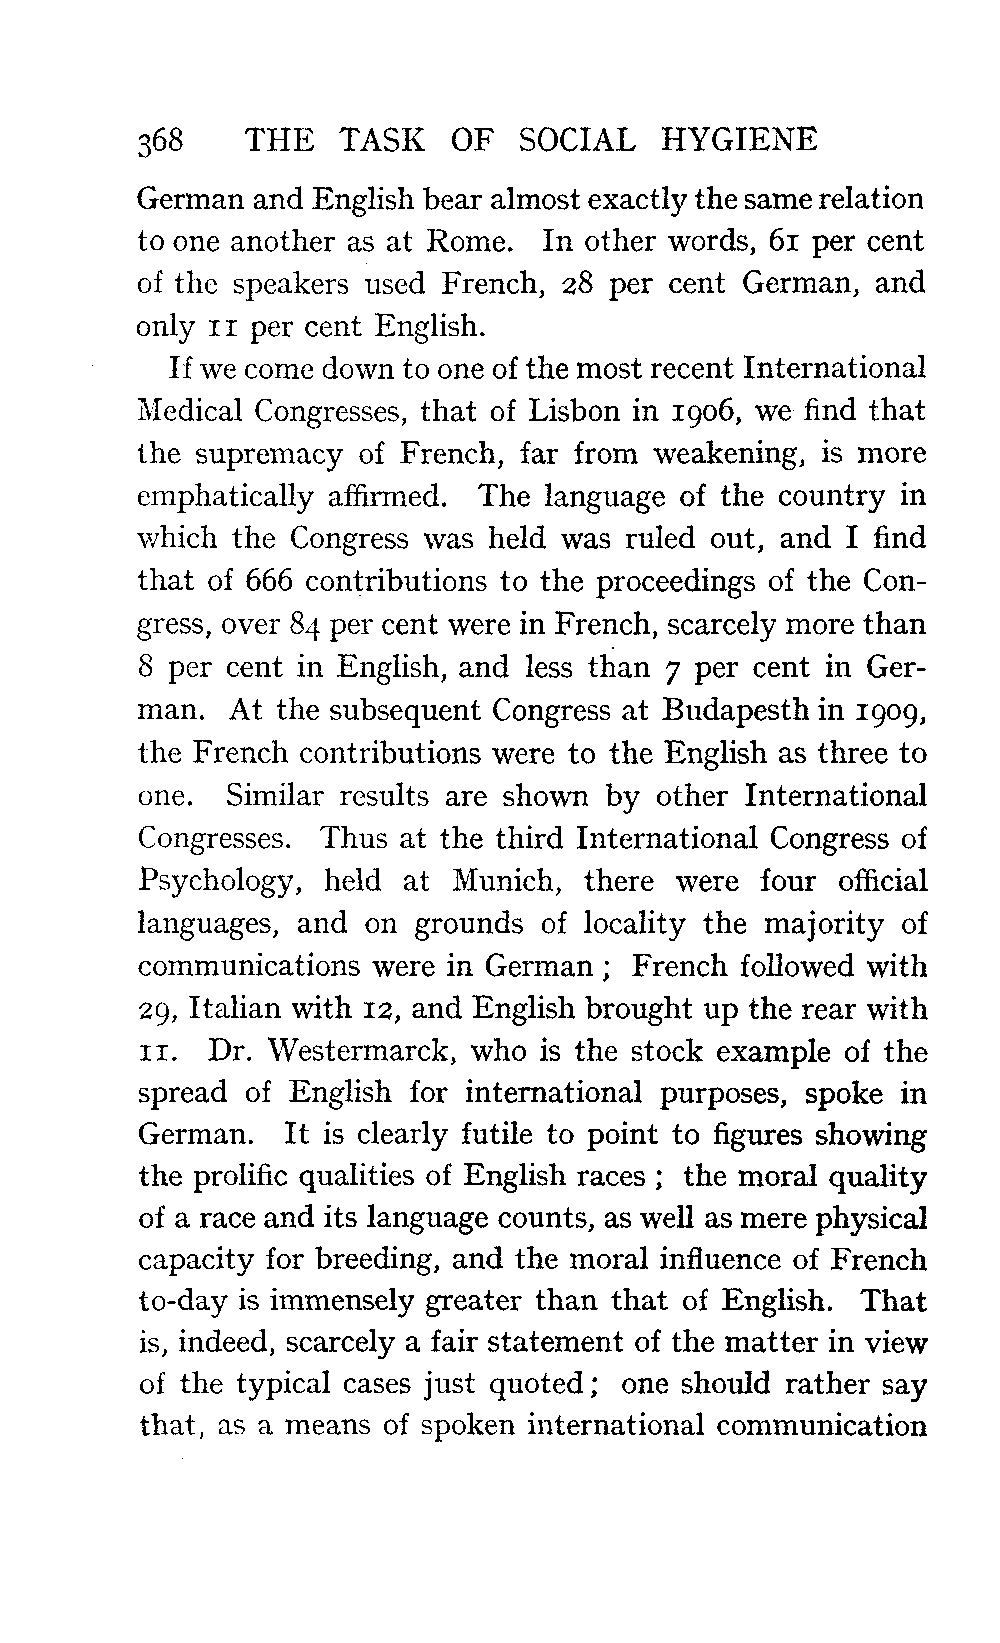 368 THE TASK OF SOCIAL HYGIENE
German and English bear almost exactly the same relation
to one another as at Rome. In other words, 61 per cent
of the speakers used French, 28 per cent German, and
only 11 per cent English.
If we come down to one of the most recent International
Medical Congresses, that of Lisbon in 1906, we find that
the supremacy of French, far from weakening, is more
emphatically affirmed. The language of the country in
which the Congress was held was ruled out, and I find
that of 666 contributions to the proceedings of the Con-
gress, over 84 per cent were in French, scarcely more than
8 per cent in English, and less than 7 per cent in Ger-
man. At the subsequent Congress at Budapesth in 1909,
the French contributions were to the English as three to
one. Similar results are shown by other International
Congresses. Thus at the third International Congress of
Psychology, held at Munich, there were four official
languages, and on grounds of locality the majority of
communications were in German ; French followed with
29, Italian with 12, and English brought up the rear with
11. Dr. Westermarck, who is the stock example of the
spread of English for international purposes, spoke in
German. It is clearly futile to point to figures showing
the prolific qualities of English races ; the moral quality
of a race and its language counts, as well as mere physical
capacity for breeding, and the moral influence of French
to-day is immensely greater than that of English. That
is, indeed, scarcely a fair statement of the matter in view
of the typical cases just quoted ; one should rather say
that, as a means of spoken international communication